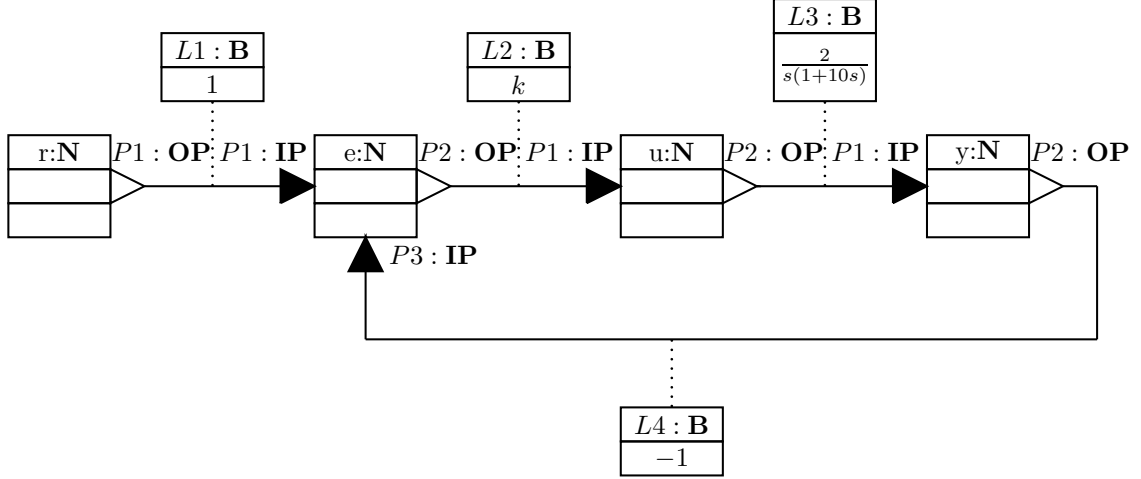 L3 : B
2
s(1+10s)
L1 : B
1
L2 : B
k
r:N P1 : OP P1 : IP e:N P2 : OP P1 : IP u:N P2 : OP P1 : IP y:N P2 : OP
P3 : IP
L4 : B
−1